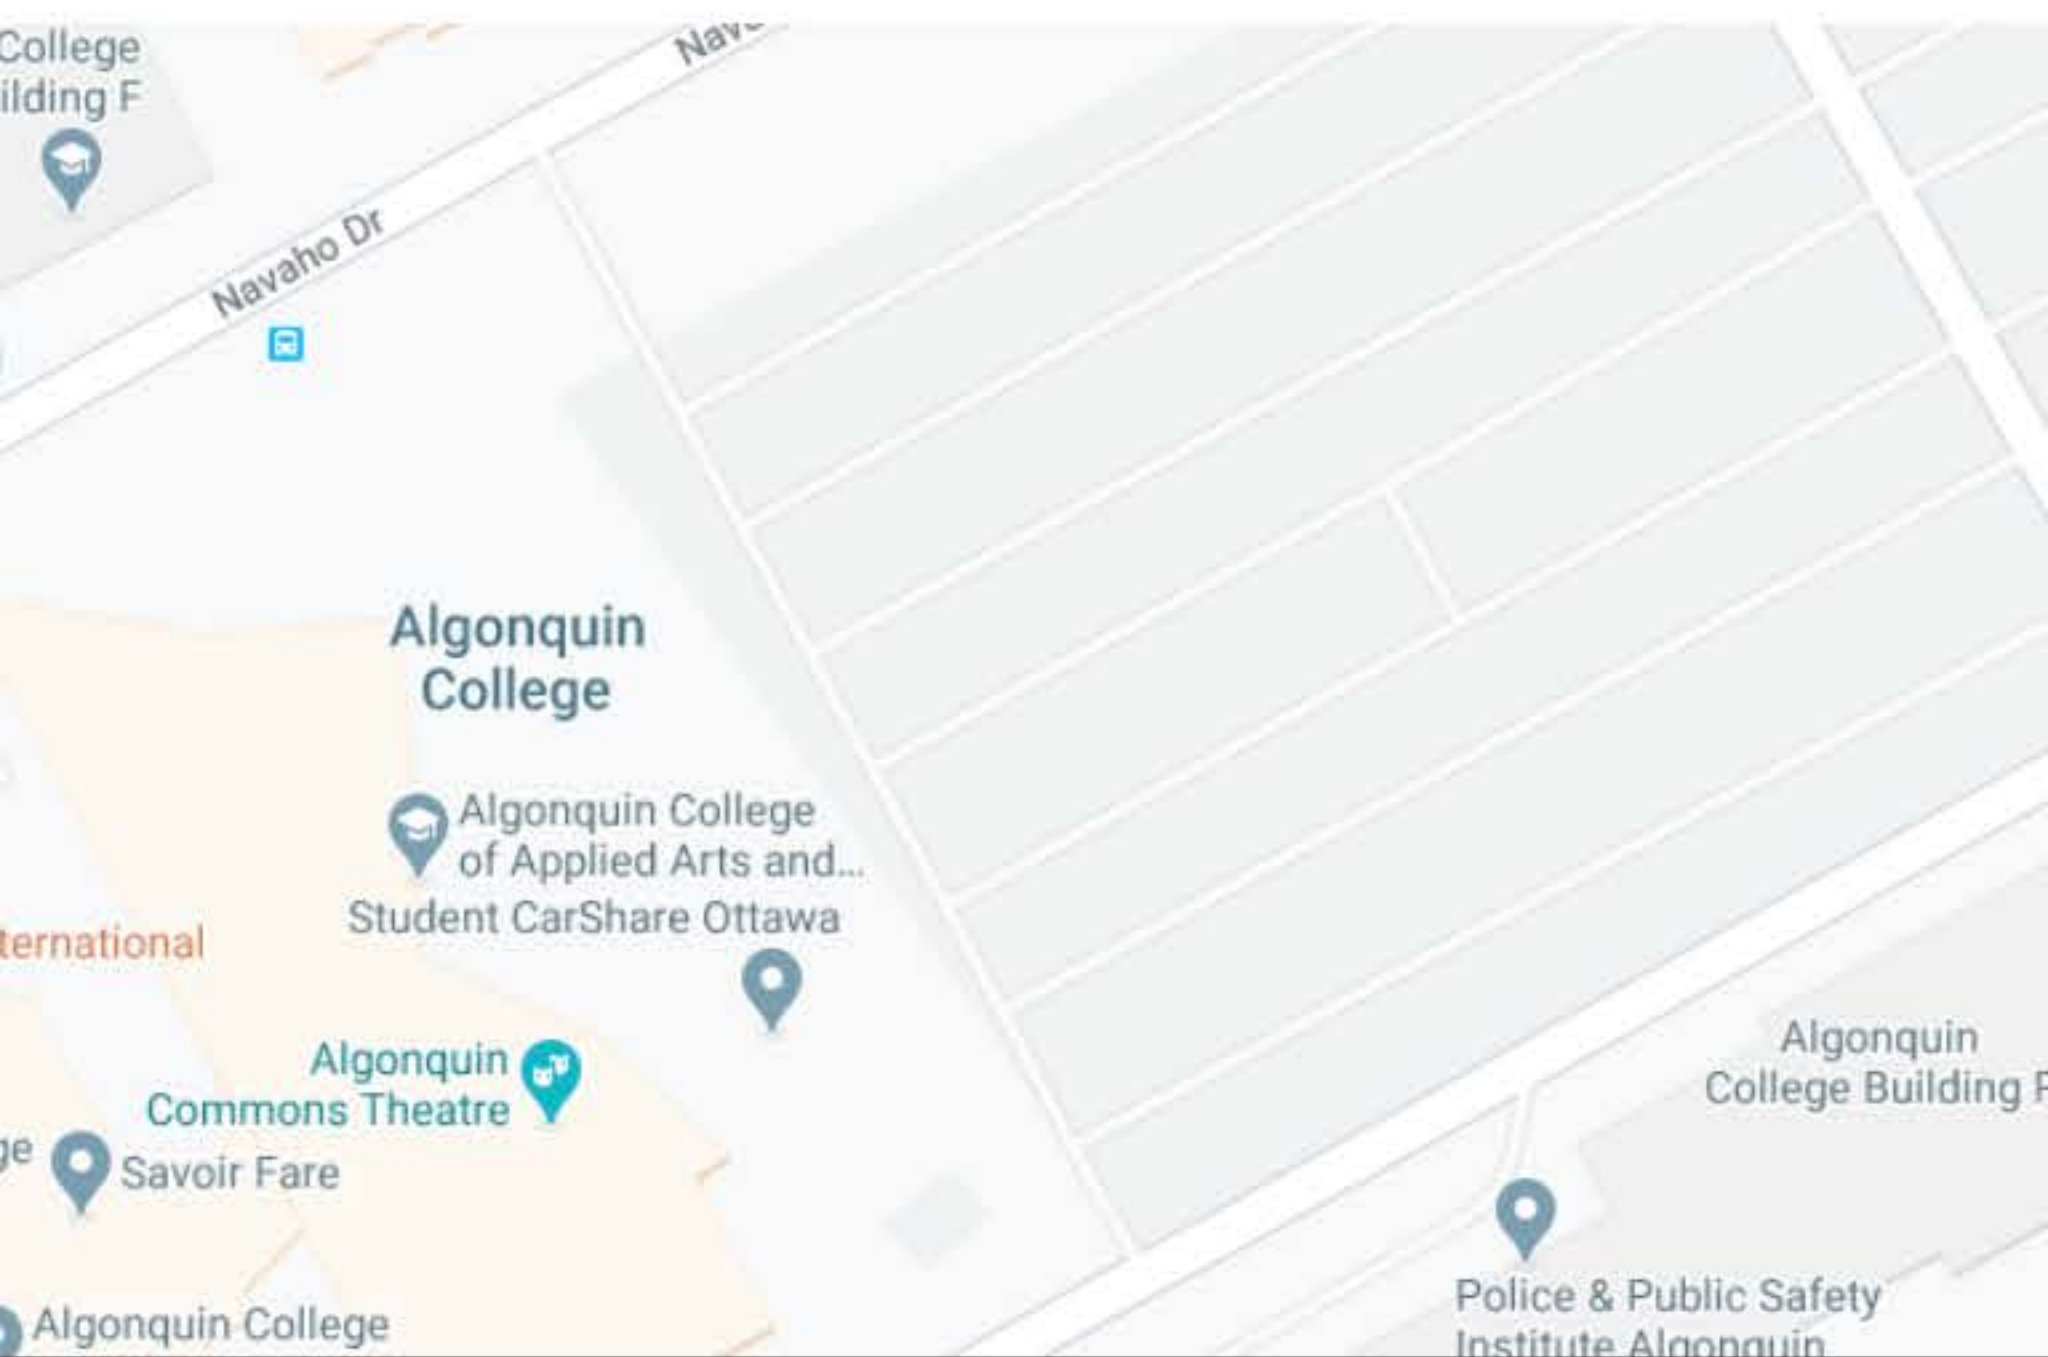 College
ilding F
Nava
Navaho Dr
Algonquin
College
Algonquin College
of Applied Arts and...
Student CarShare Ottawa
ternational
Algonquin
Commons Theatre
ge
Savoir Fare
Algonquin
College Building P
Police & Public Safety
Institute Algonquin
Algonquin College